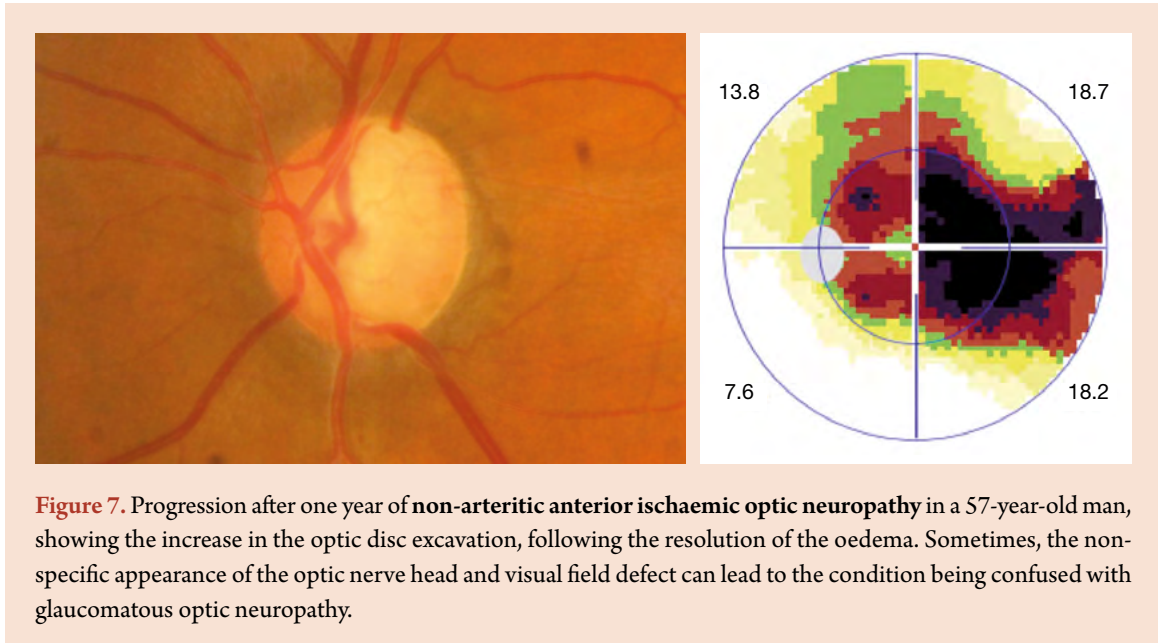 13.8
18.7
7.6
18.2
Figure 7. Progression after one year of non-arteritic anterior ischaemic optic neuropathy in a 57-year-old man,
showing the increase in the optic disc excavation, following the resolution of the oedema. Sometimes, the non-
specific appearance of the optic nerve head and visual field defect can lead to the condition being confused with
glaucomatous optic neuropathy.